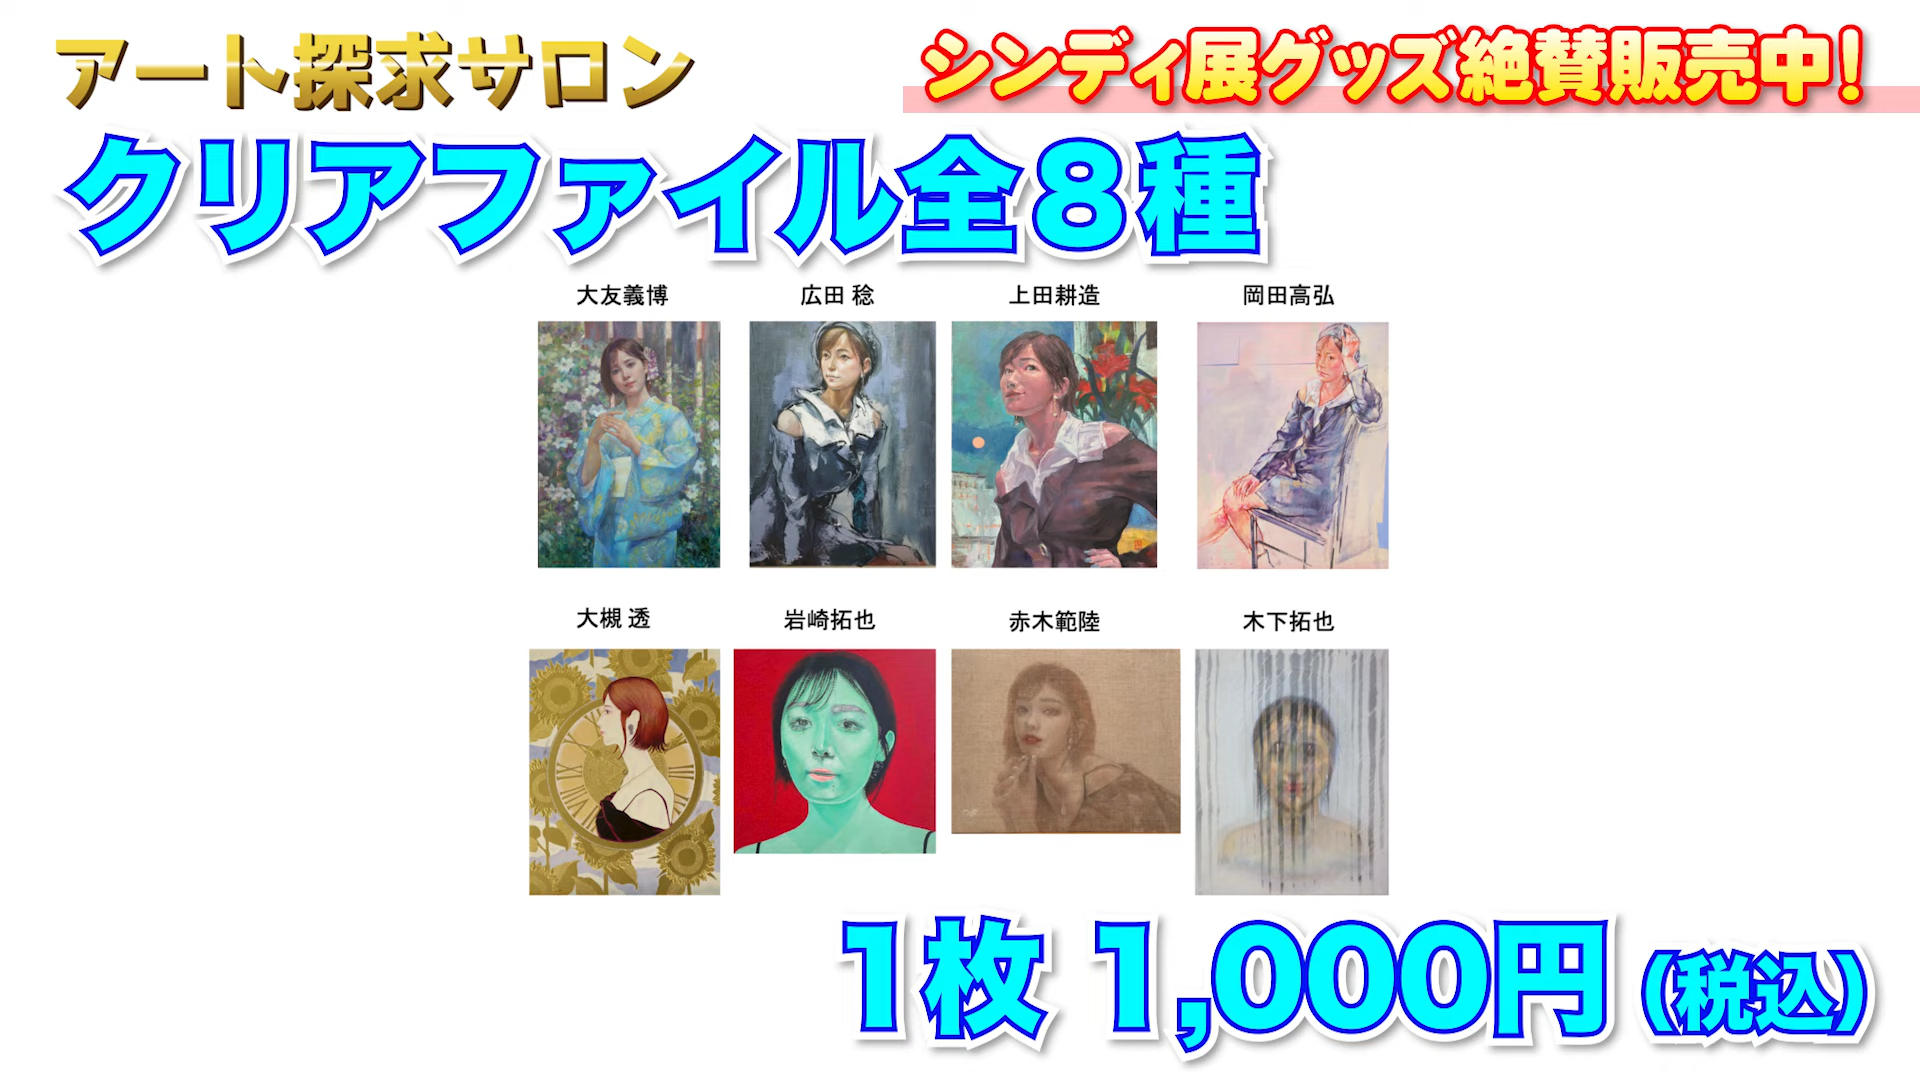 アート探求サロン
シンディ展グッズ絶賛販売中！
クリアファイル全８種
大友義博
広田 稔
上田耕造
岡田高弘
大槻 透
岩崎拓也
赤木範陸
木下拓也
1枚 1,000円（税込）